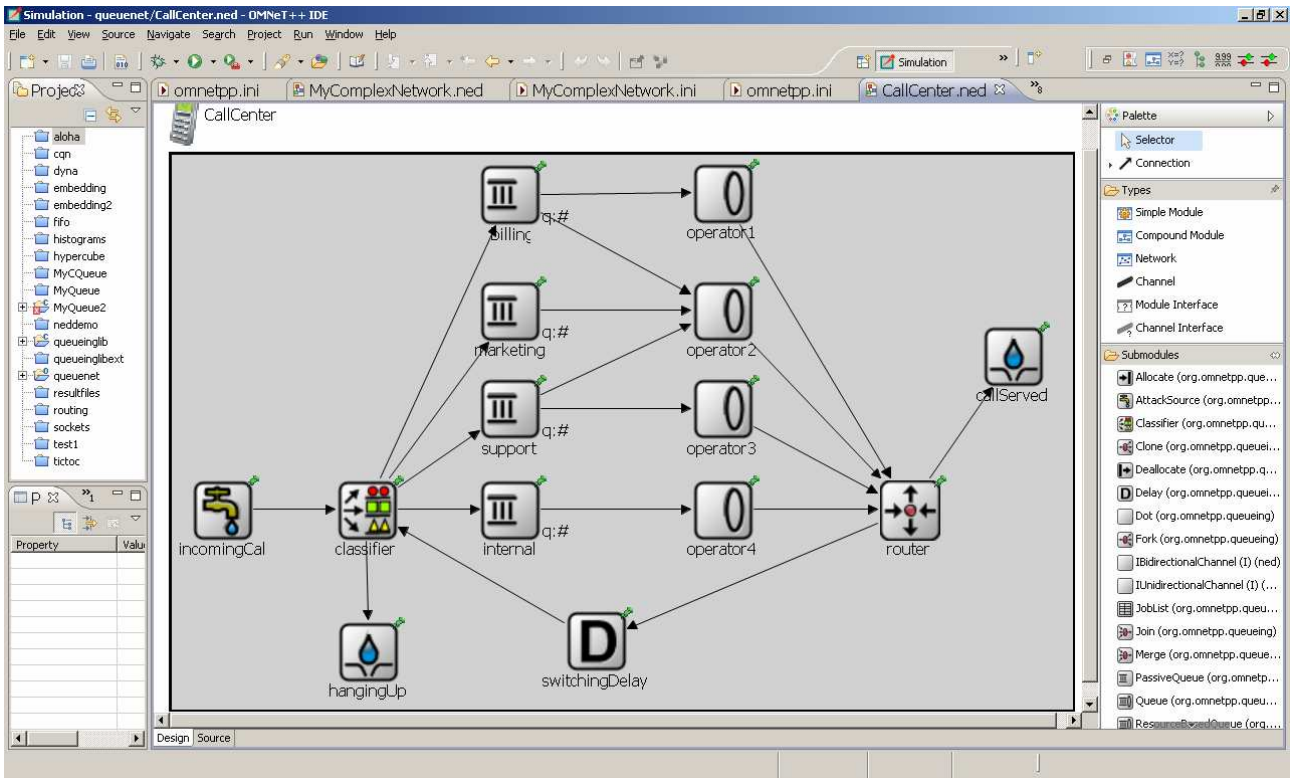 Simulation - queuenet/CallCenter.ned - OMNeT++ IDE
File Edit View Source Navigate Search Project Run Window Help
Simulation
Projec
omnetpp.ini
MyComplexNetwork.ned
MyComplexNetwork.ini
omnetpp.ini
CallCenter.ned
8
aloha
cqn
dyna
embedding
embedding2
fifo
histograms
hypercube
MyCQueue
MyQueue
MyQueue2
neddemo
queueinglib
queueinglibext
queuenet
resultfiles
routing
sockets
test1
tictoc
P
1
Property Valu
CallCenter
billing
q:#
operator1
marketing
q:#
operator2
callServed
support
q:#
operator3
incomingCal
classifier
internal
q:#
operator4
router
hangingUp
D
switchingDelay
Design Source
Palette
Selector
Connection
Types
Simple Module
Compound Module
Network
Channel
Module Interface
Channel Interface
Submodules
Allocate (org.omnetpp.que...
AttackSource (org.omnetpp...
Classifier (org.omnetpp.qu...
Clone (org.omnetpp.queuei...
Deallocate (org.omnetpp.q...
Delay (org.omnetpp.queuei...
Dot (org.omnetpp.queueing)
Fork (org.omnetpp.queueing)
IBidirectionalChannel (I) (ned)
IUnidirectionalChannel (I) (...
JobList (org.omnetpp.queu...
Join (org.omnetpp.queueing)
Merge (org.omnetpp.queue...
PassiveQueue (org.omnetp...
Queue (org.omnetpp.queu...
ResourceBasedQueue (org....